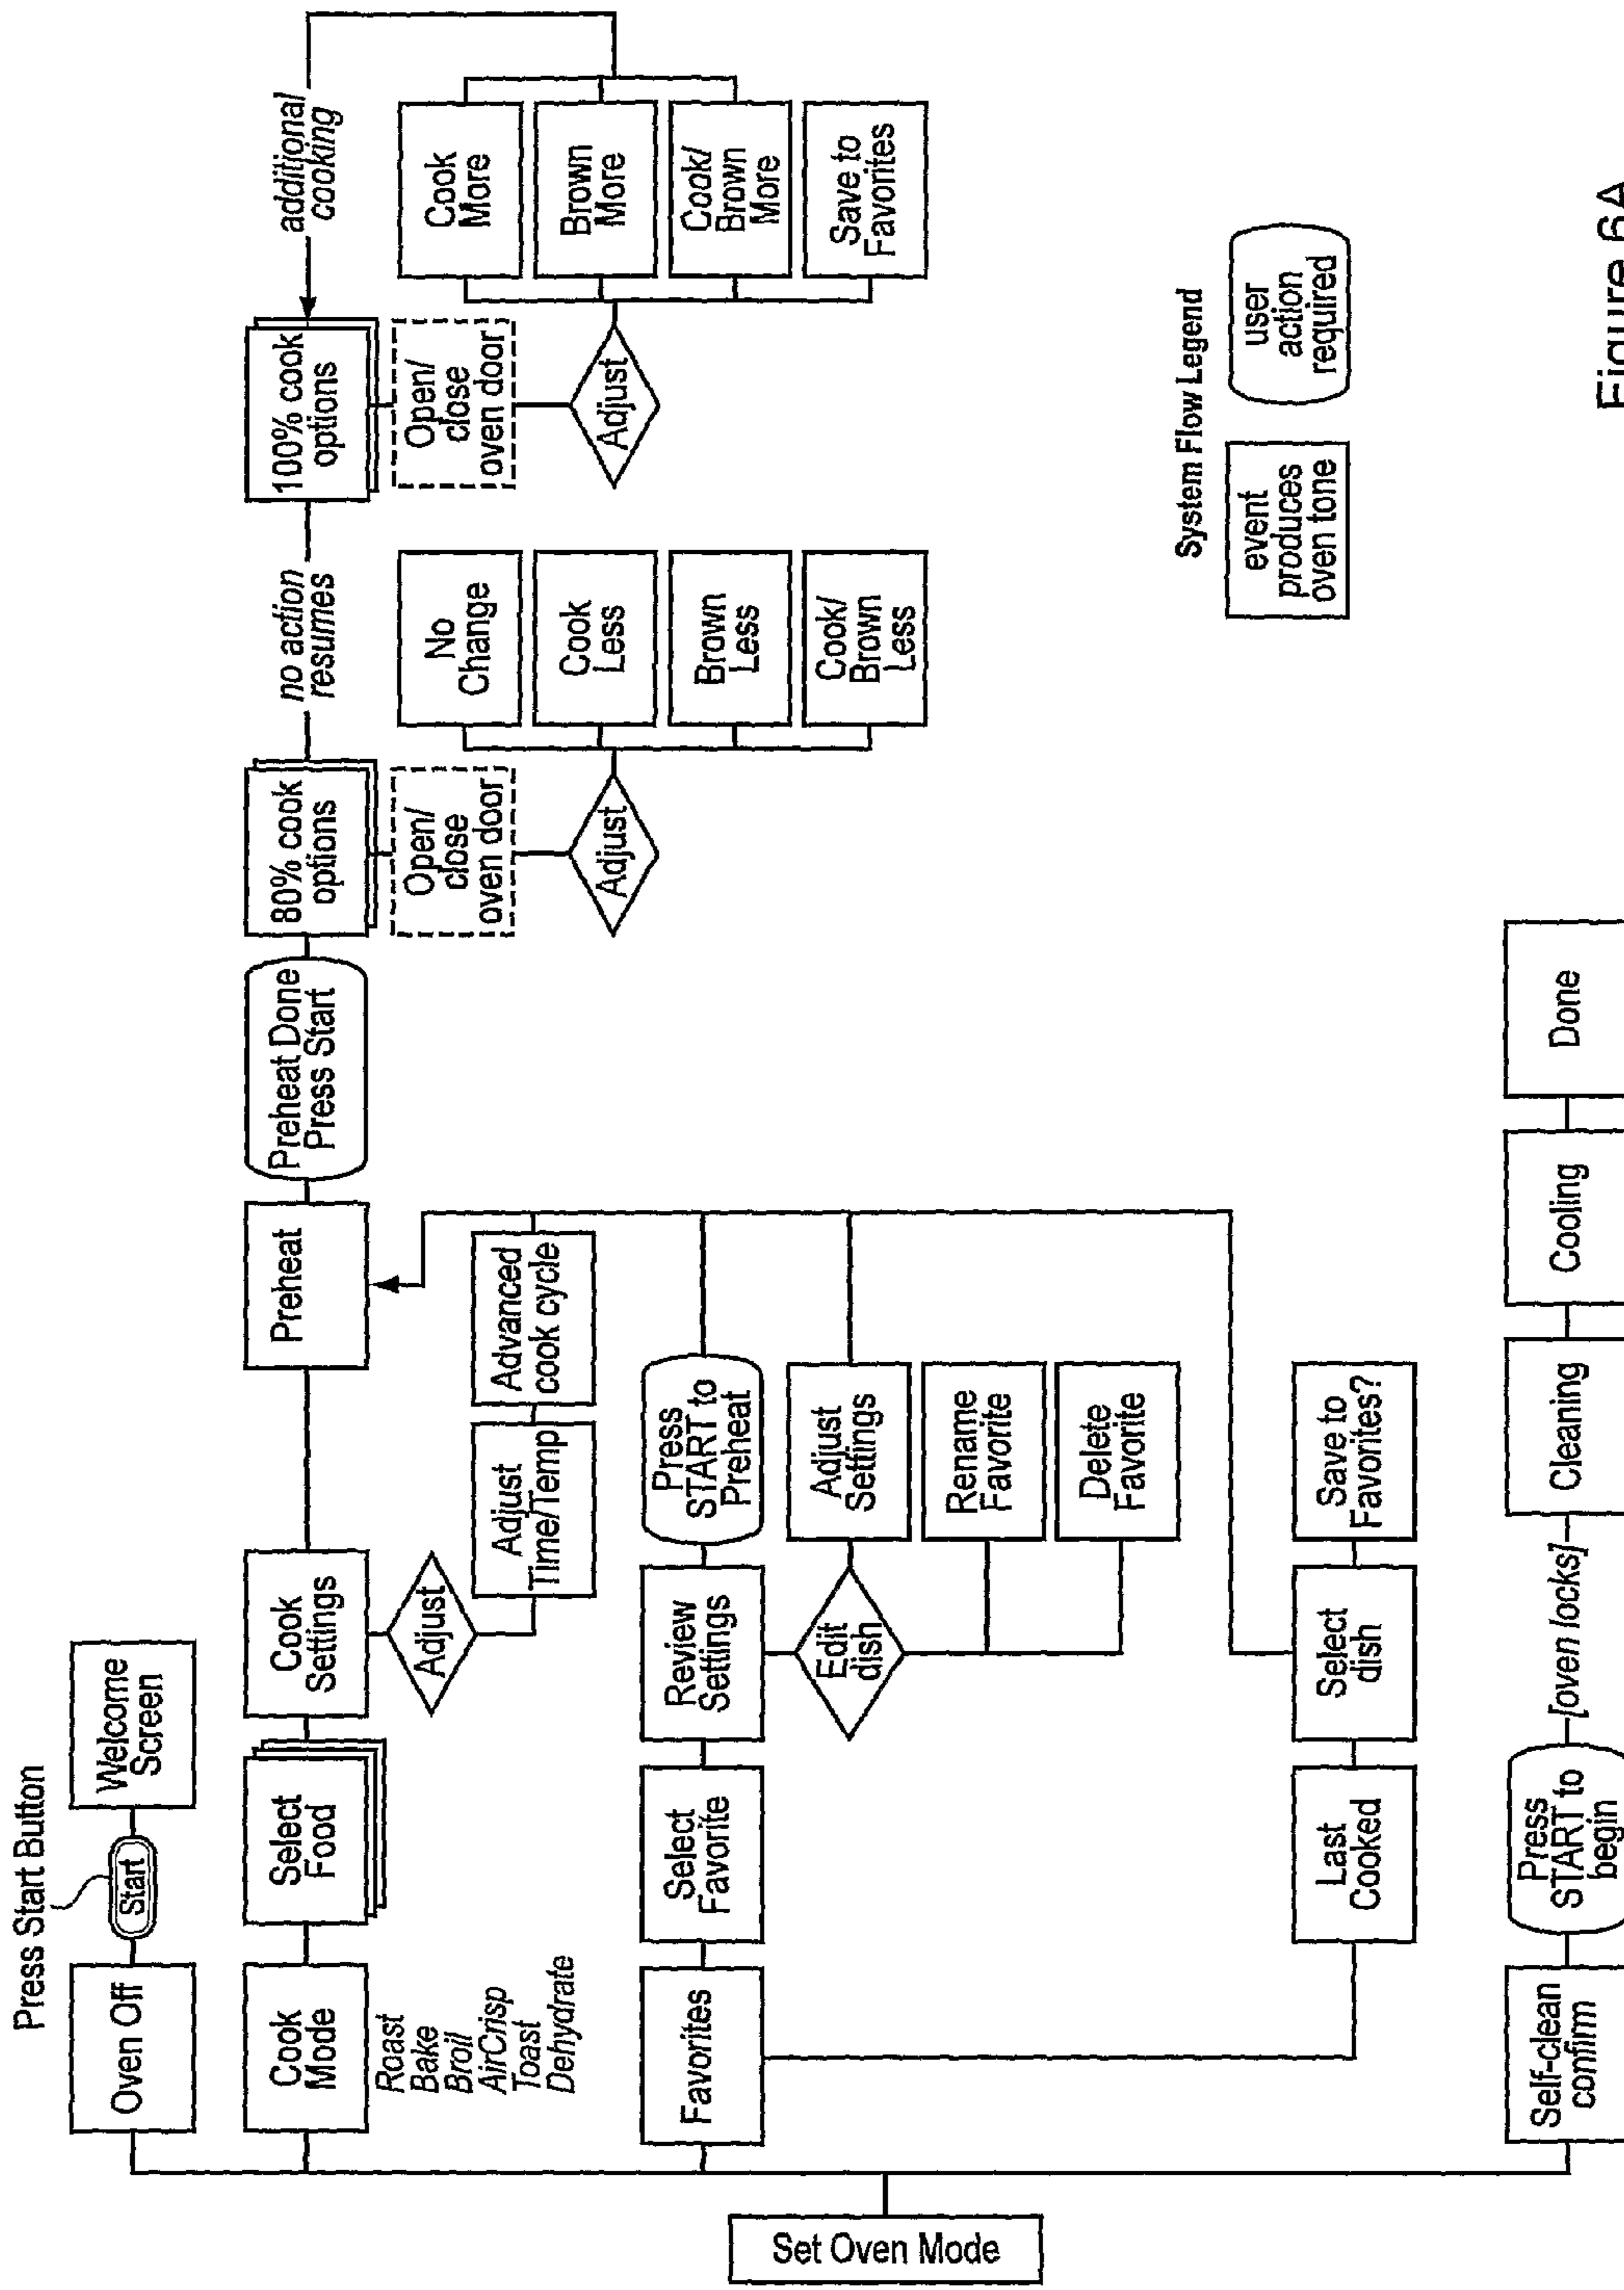 Set Oven Mode
Press Start Button
Oven Off
Start
Welcome
Screen
Cook
Mode
Roast
Bake
Broil
AirCrisp
Toast
Dehydrate
Select
Food
Cook
Settings
Adjust
Adjust
Time/Temp
Advanced
cook cycle
Preheat
Preheat Done
Press Start
80% cook
options
Open/
close
oven door
Adjust
No
Change
Cook
Less
Brown
Less
Cook/
Brown
Less
no action
resumes
100% cook
options
Open/
close
oven door
Adjust
Cook
More
Brown
More
Cook/
Brown
More
Save to
Favorites
additional
cooking
Favorites
Select
Favorite
Review
Settings
Press
START to
Preheat
Edit
dish
Adjust
Settings
Rename
Favorite
Delete
Favorite
Last
Cooked
Select
dish
Save to
Favorites?
Self-clean
confirm
Press
START to
begin
[oven locks]
Cleaning
Cooling
Done
System Flow Legend
event
produces
oven tone
user
action
required
Figure 6A